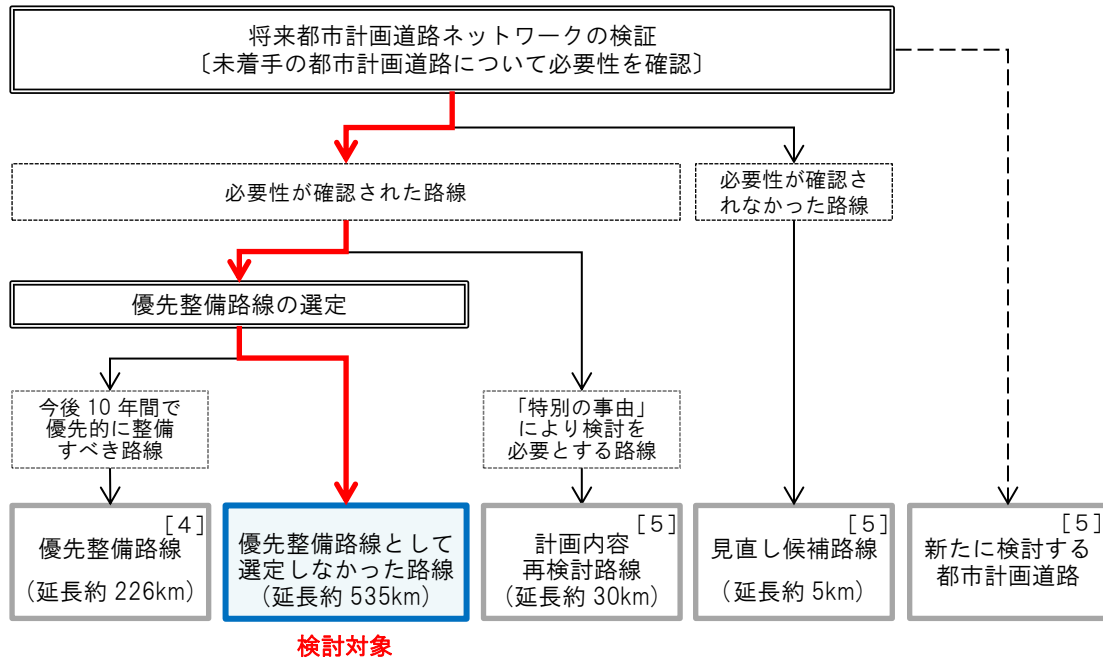 将来都市計画道路ネットワークの検証
〔未着手の都市計画道路について必要性を確認〕
必要性が確認された路線
必要性が確認さ
れなかった路線
優先整備路線の選定
今後 10 年間で
優先的に整備
すべき路線
「特別の事由」
により検討を
必要とする路線
[4]
優先整備路線
(延長約 226km)
優先整備路線として
選定しなかった路線
(延長約 535km)
[5]
計画内容
再検討路線
(延長約 30km)
[5]
見直し候補路線
(延長約 5km)
[5]
新たに検討する
都市計画道路
検討対象